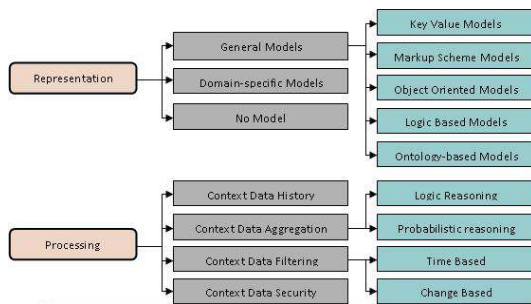 Representation
General Models
Domain-specific Models
No Model
Key Value Models
Markup Scheme Models
Object Oriented Models
Logic Based Models
Ontology-based Models
Processing
Context Data History
Context Data Aggregation
Context Data Filtering
Context Data Security
Logic Reasoning
Probabilistic reasoning
Time Based
Change Based